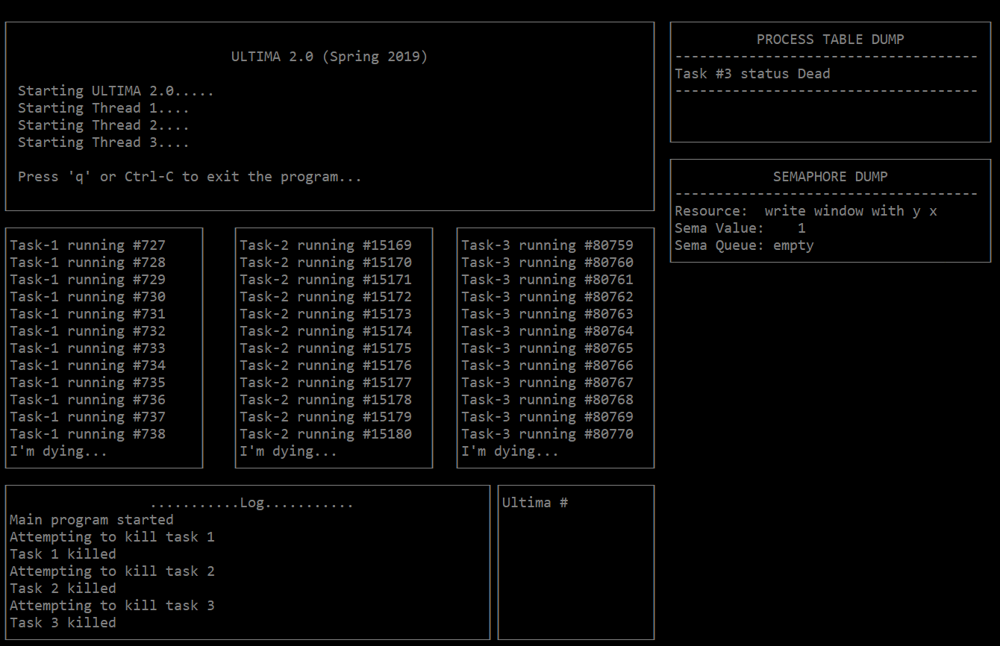 ULTIMA 2.0 (Spring 2019)
Starting ULTIMA 2.0.....
Starting Thread 1....
Starting Thread 2....
Starting Thread 3....
Press 'q' or Ctrl-C to exit the program...
PROCESS TABLE DUMP
-------------------------------------
Task #3 status Dead
-------------------------------------
SEMAPHORE DUMP
-------------------------------------
Resource:  write window with y x
Sema Value:    1
Sema Queue: empty
Task-1 running #727
Task-1 running #728
Task-1 running #729
Task-1 running #730
Task-1 running #731
Task-1 running #732
Task-1 running #733
Task-1 running #734
Task-1 running #735
Task-1 running #736
Task-1 running #737
Task-1 running #738
I'm dying...
Task-2 running #15169
Task-2 running #15170
Task-2 running #15171
Task-2 running #15172
Task-2 running #15173
Task-2 running #15174
Task-2 running #15175
Task-2 running #15176
Task-2 running #15177
Task-2 running #15178
Task-2 running #15179
Task-2 running #15180
I'm dying...
Task-3 running #80759
Task-3 running #80760
Task-3 running #80761
Task-3 running #80762
Task-3 running #80763
Task-3 running #80764
Task-3 running #80765
Task-3 running #80766
Task-3 running #80767
Task-3 running #80768
Task-3 running #80769
Task-3 running #80770
I'm dying...
...........Log...........
Main program started
Attempting to kill task 1
Task 1 killed
Attempting to kill task 2
Task 2 killed
Attempting to kill task 3
Task 3 killed
Ultima #